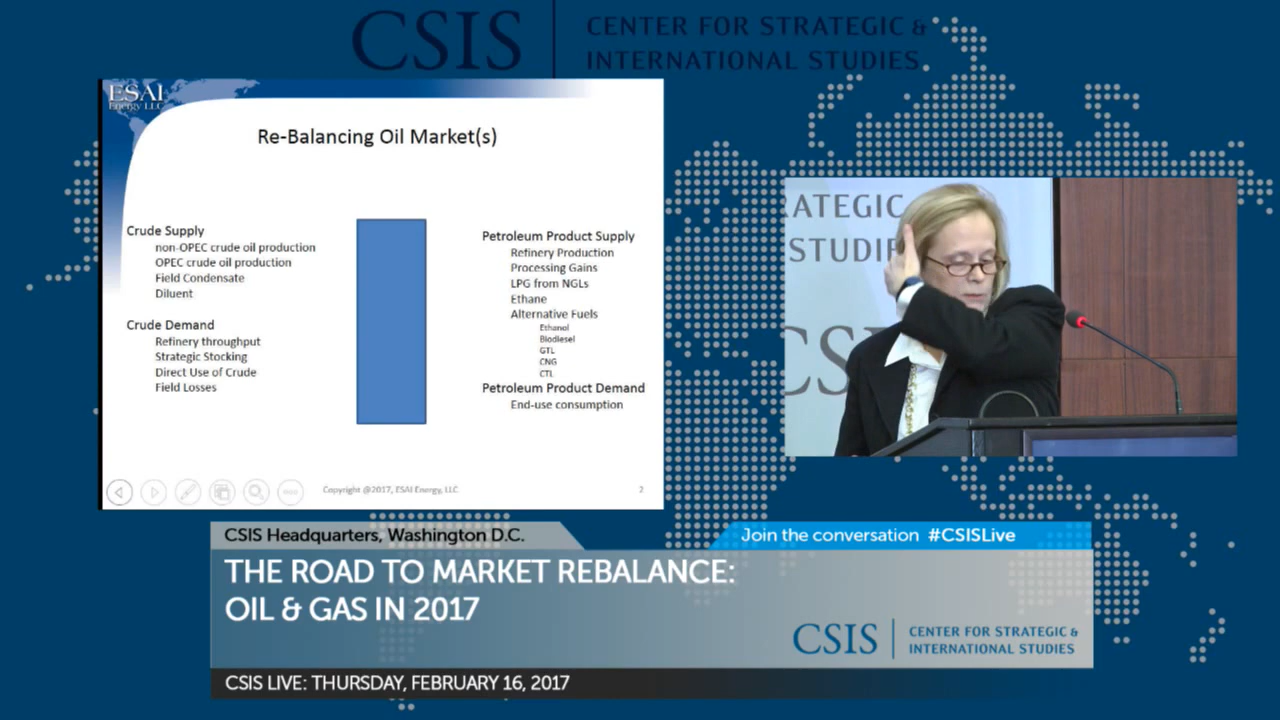 CSIS
CENTER FOR STRATEGIC &
INTERNATIONAL STUDIES
ESAI
Energy LLC
Re-Balancing Oil Market(s)
Crude Supply
non-OPEC crude oil production
OPEC crude oil production
Field Condensate
Diluent
Crude Demand
Refinery throughput
Strategic Stocking
Direct Use of Crude
Field Losses
Petroleum Product Supply
Refinery Production
Processing Gains
LPG from NGLs
Ethane
Alternative Fuels
Ethanol
Biodiesel
GTL
CNG
CTL
Petroleum Product Demand
End-use consumption
Copyright @2017, ESAI Energy, LLC
2
ATEGIC
STUDI
CS
CSIS Headquarters, Washington D.C.
Join the conversation #CSISLive
THE ROAD TO MARKET REBALANCE:
OIL & GAS IN 2017
CSIS
CENTER FOR STRATEGIC &
INTERNATIONAL STUDIES
CSIS LIVE: THURSDAY, FEBRUARY 16, 2017